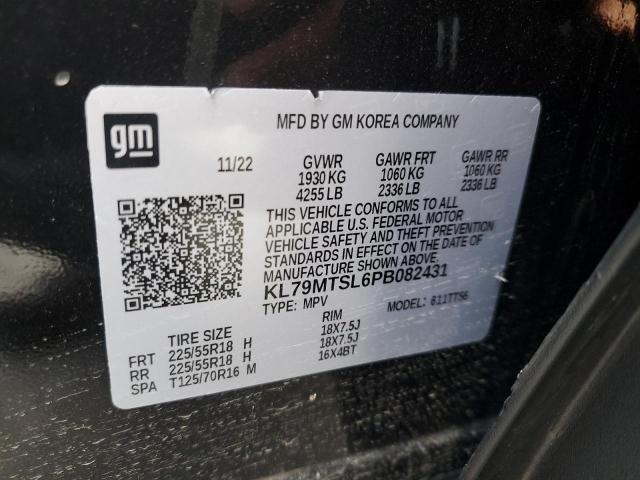 gm
MFD BY GM KOREA COMPANY
11/22 GVWR GAWR FRT GAWR RR
1930 KG 1060 KG 1060 KG
4255 LB 2336 LB 2336 LB
THIS VEHICLE CONFORMS TO ALL
APPLICABLE U.S. FEDERAL MOTOR
VEHICLE SAFETY AND THEFT PREVENTION
STANDARDS IN EFFECT ON THE DATE OF
MANUFACTURE SHOWN ABOVE.
KL79MTSL6PB082431
TYPE: MPV MODEL: 611TT56
TIRE SIZE RIM
FRT 225/55R18 H 18X7.5J
RR 225/55R18 H 18X7.5J
SPA T125/70R16 M 16X4BT